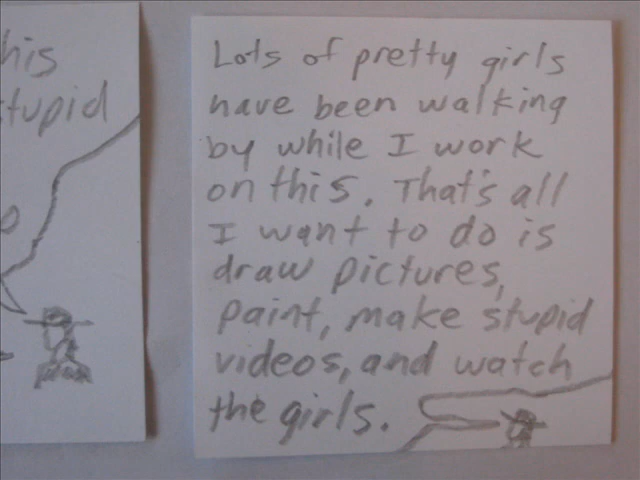 his
stupid
Lots of pretty girls
have been walking
by while I work
on this. That's all
I want to do is
draw pictures,
paint, make stupid
videos, and watch
the girls.